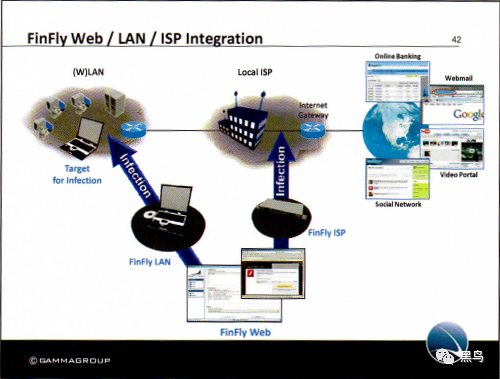 FinFly Web / LAN / ISP Integration
42
(W)LAN
Local ISP
Online Banking
Webmail
Internet
Gateway
Google
Target
for Infection
Infection
Infection
Video Portal
Social Network
FinFly ISP
FinFly LAN
FinFly Web
© GAMMAGROUP
黑鸟